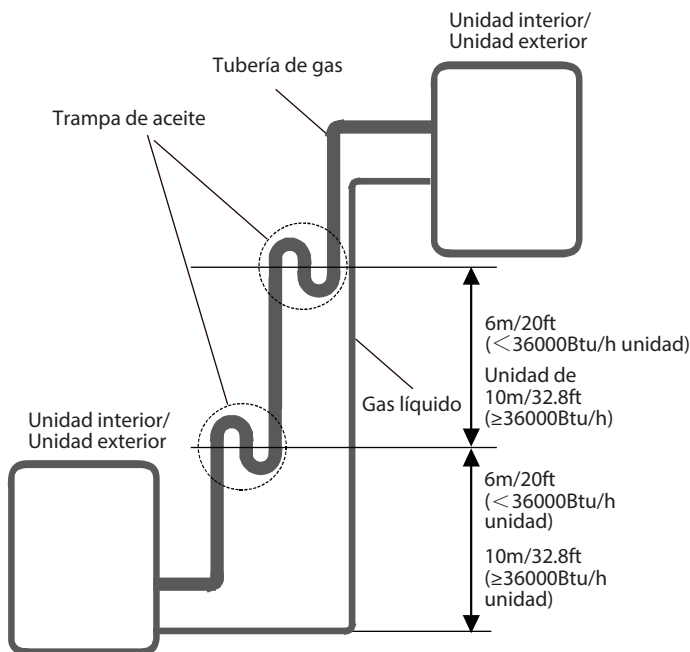 Unidad interior/
Unidad exterior
Tubería de gas
Trampa de aceite
6m/20ft
(<36000Btu/h unidad)
Unidad de
10m/32.8ft
(≥36000Btu/h)
Gas líquido
Unidad interior/
Unidad exterior
6m/20ft
(<36000Btu/h
unidad)
10m/32.8ft
(≥36000Btu/h
unidad)